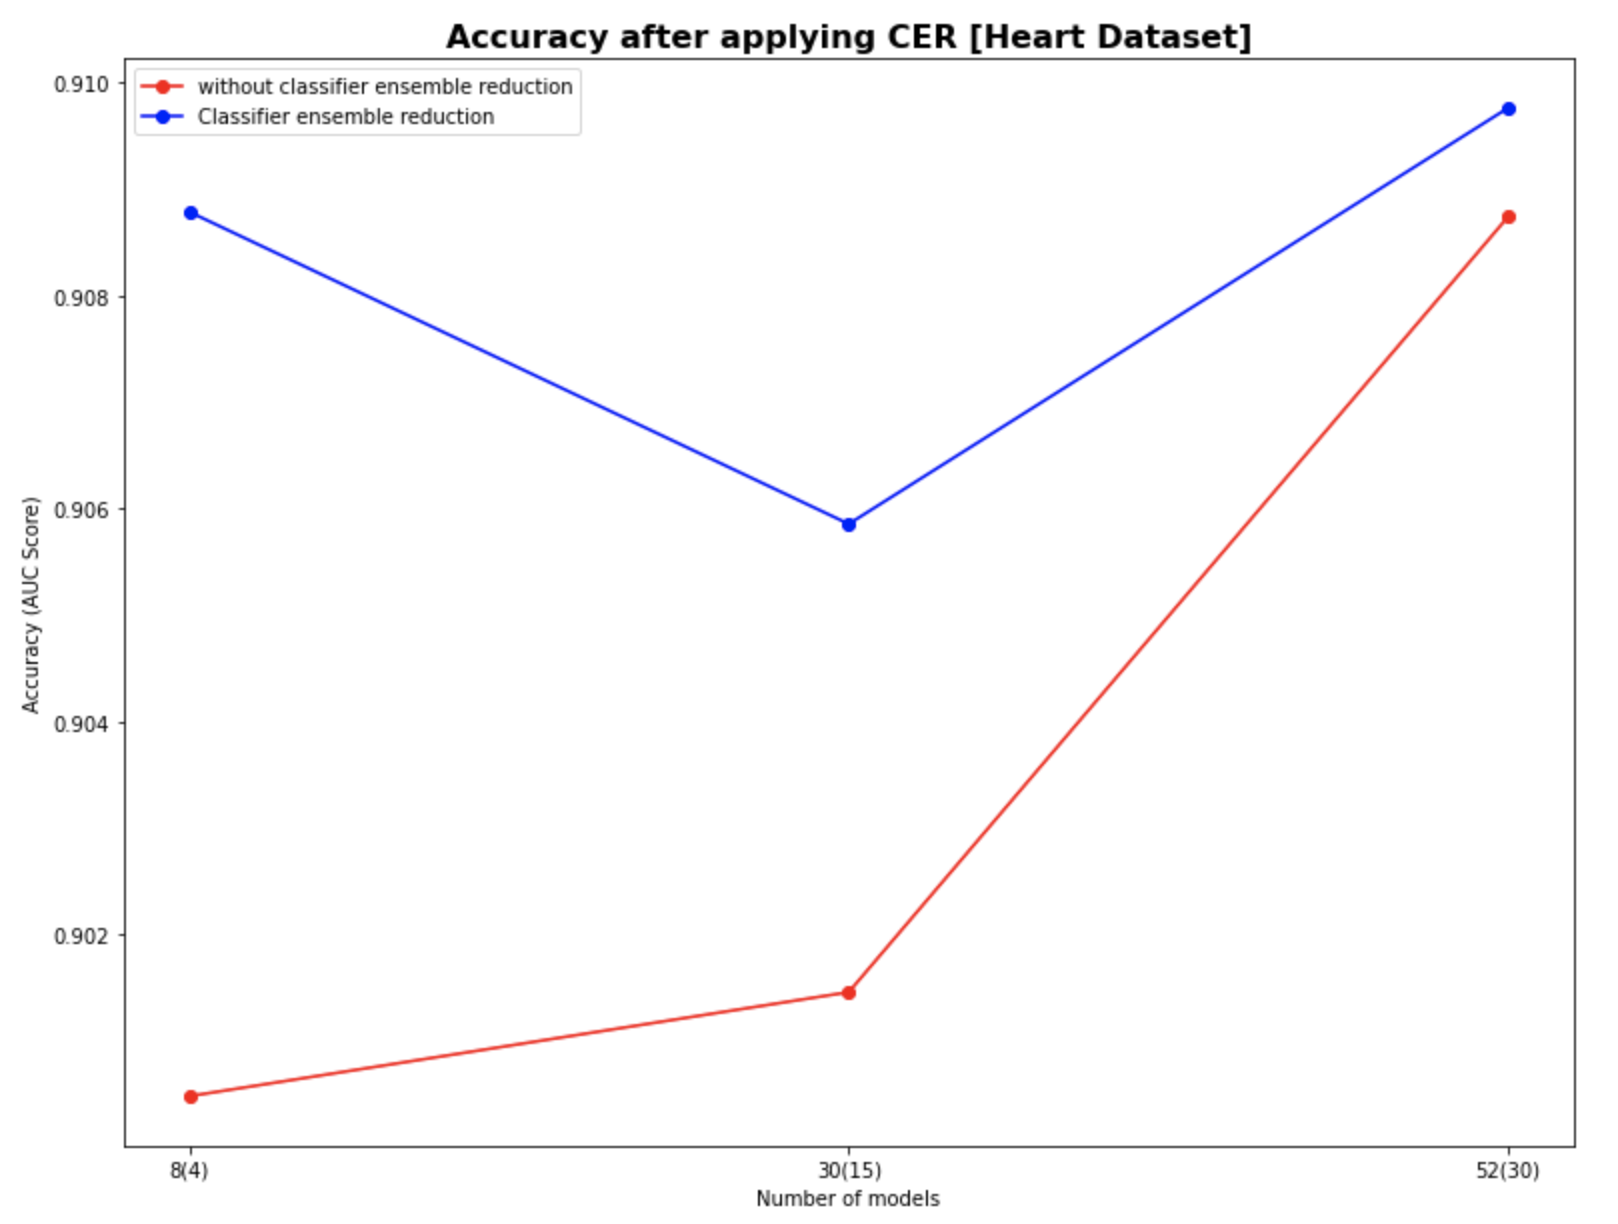 Accuracy after applying CER [Heart Dataset]
without classifier ensemble reduction
Classifier ensemble reduction
0.910
0.908
0.906
0.904
0.902
Accuracy (AUC Score)
8(4)
30(15)
52(30)
Number of models